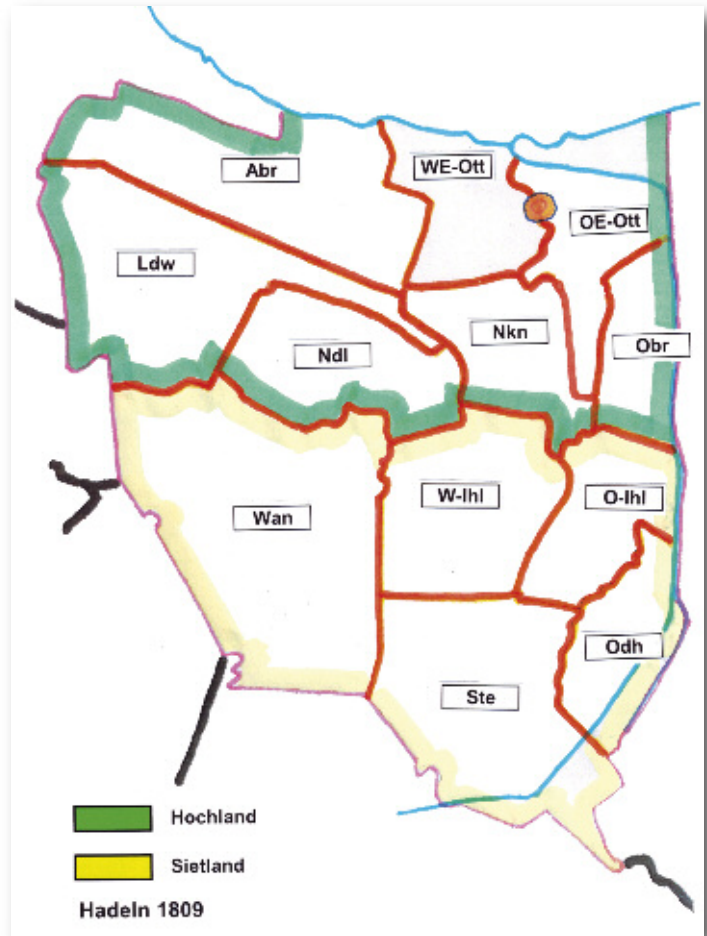 Abr
WE-Ott
OE-Ott
Ldw
Ndl
Nkn
Obr
Wan
W-Ihl
O-Ihl
Odh
Ste
Hochland
Sietland
Hadeln 1809